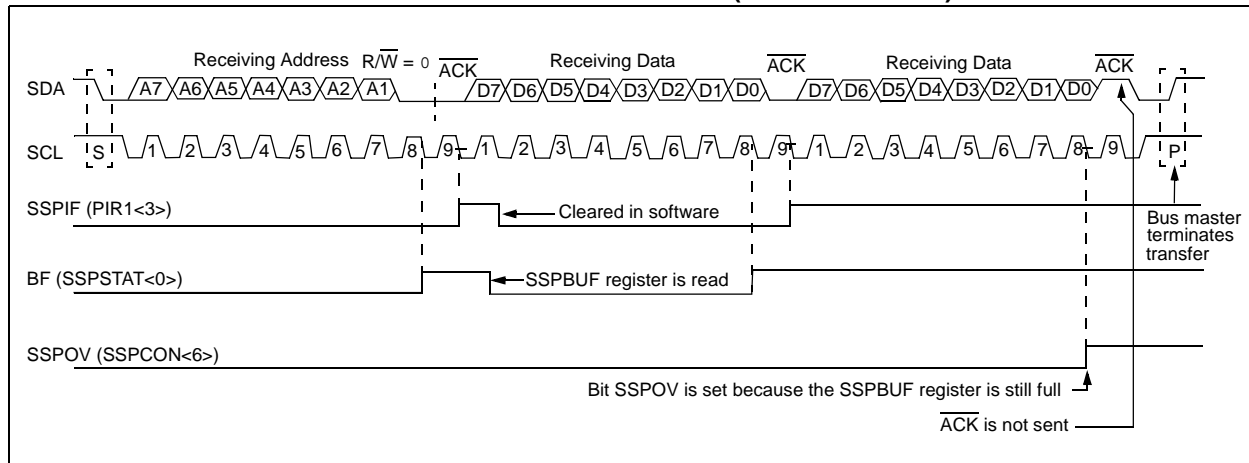 Receiving Address R/W = 0 ACK Receiving Data ACK Receiving Data ACK
SDA A7 A6 A5 A4 A3 A2 A1 D7 D6 D5 D4 D3 D2 D1 D0 D7 D6 D5 D4 D3 D2 D1 D0
SCL S 1 2 3 4 5 6 7 8 9 1 2 3 4 5 6 7 8 9 1 2 3 4 5 6 7 8 9 P
SSPIF (PIR1<3>) Cleared in software
Bus master
terminates
transfer
BF (SSPSTAT<0>) SSPBUF register is read
SSPOV (SSPCON<6>)
Bit SSPOV is set because the SSPBUF register is still full
ACK is not sent